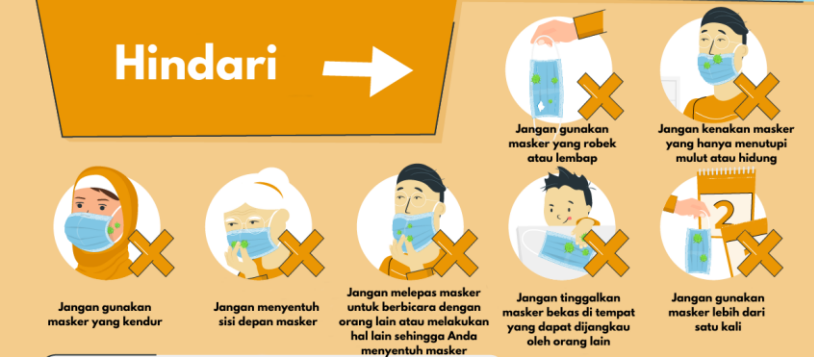 Hindari
Jangan gunakan
masker yang robek
atau lembap
Jangan kenakan masker
yang hanya menutupi
mulut atau hidung
Jangan gunakan
masker yang kendur
Jangan menyentuh
sisi depan masker
Jangan melepas masker
untuk berbicara dengan
orang lain atau melakukan
hal lain sehingga Anda
menyentuh masker
Jangan tinggalkan
masker bekas di tempat
yang dapat dijangkau
oleh orang lain
2
Jangan gunakan
masker lebih dari
satu kali